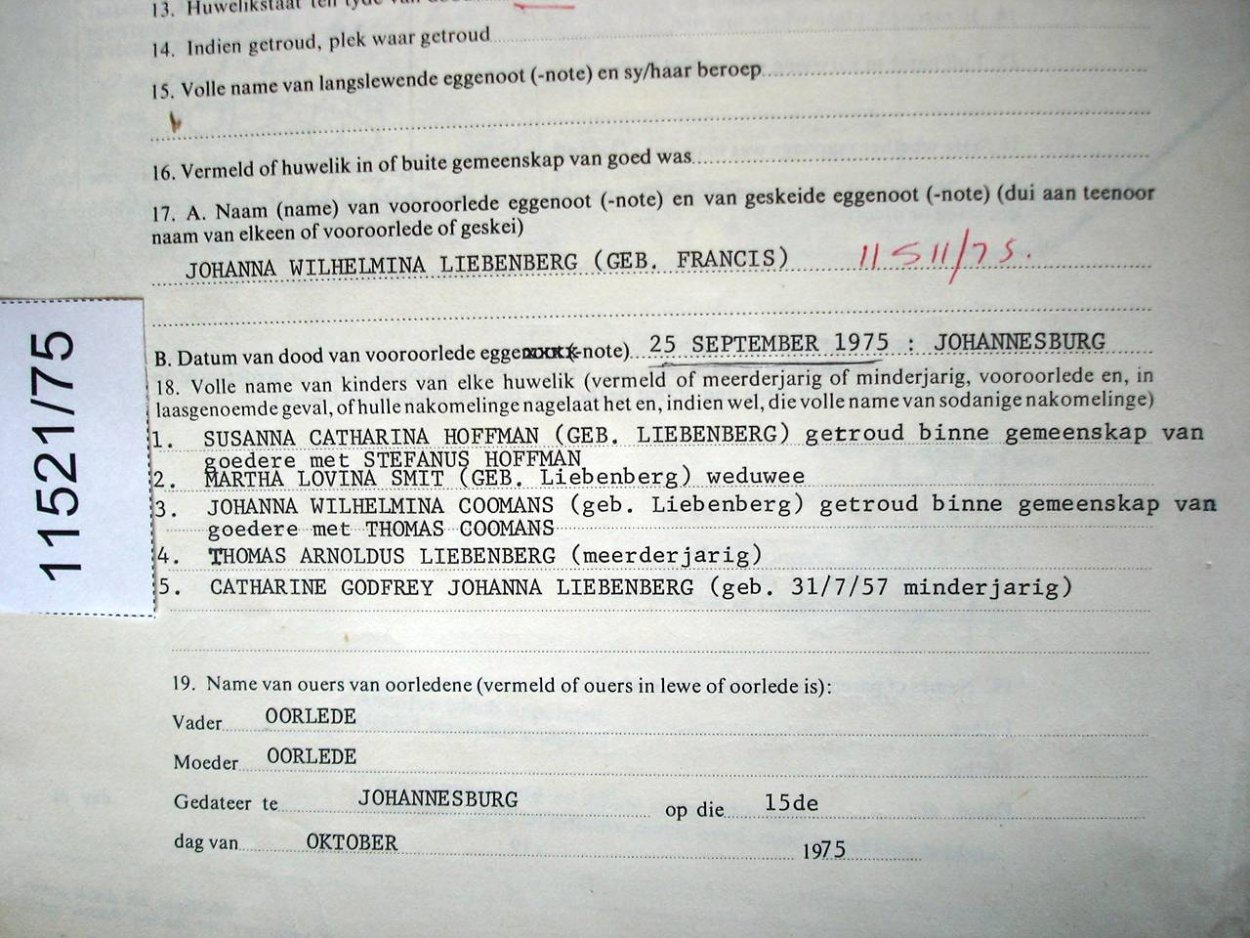 13. Huwelikstaat ten tyde van
14. Indien getroud, plek waar getroud
15. Volle name van langslewende eggenoot (-note) en sy/haar beroep
16. Vermeld of huwelik in of buite gemeenskap van goed was
17. A. Naam (name) van vooroorlede eggenoot (-note) en van geskeide eggenoot (-note) (dui aan teenoor
naam van elkeen of vooroorlede of geskei)
JOHANNA WILHELMINA LIEBENBERG (GEB. FRANCIS) 11511/75.
B. Datum van dood van vooroorlede eggenxxx(-note) 25 SEPTEMBER 1975 : JOHANNESBURG
18. Volle name van kinders van elke huwelik (vermeld of meerderjarig of minderjarig, vooroorlede en, in
laasgenoemde geval, of hulle nakomelinge nagelaat het en, indien wel, die volle name van sodanige nakomelinge)
1. SUSANNA CATHARINA HOFFMAN (GEB. LIEBENBERG) getroud binne gemeenskap van
goedere met STEFANUS HOFFMAN
2. MARTHA LOVINA SMIT (GEB. Liebenberg) weduwee
3. JOHANNA WILHELMINA COOMANS (geb. Liebenberg) getroud binne gemeenskap van
goedere met THOMAS COOMANS
4. THOMAS ARNOLDUS LIEBENBERG (meerderjarig)
5. CATHARINE GODFREY JOHANNA LIEBENBERG (geb. 31/7/57 minderjarig)
19. Name van ouers van oorledene (vermeld of ouers in lewe of oorlede is):
Vader OORLEDE
Moeder OORLEDE
Gedateer te JOHANNESBURG op die 15de
dag van OKTOBER 1975
11521/75